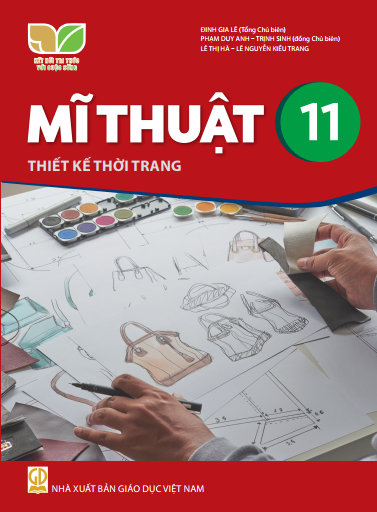 ĐINH GIA LÊ (Tổng Chủ biên)
PHẠM DUY ANH – TRỊNH SINH (đồng Chủ biên)
LÊ THỊ HÀ – LÊ NGUYỄN KIỀU TRANG
KẾT NỐI TRI THỨC
VỚI CUỘC SỐNG
MĨ THUẬT 11
THIẾT KẾ THỜI TRANG
NHÀ XUẤT BẢN GIÁO DỤC VIỆT NAM